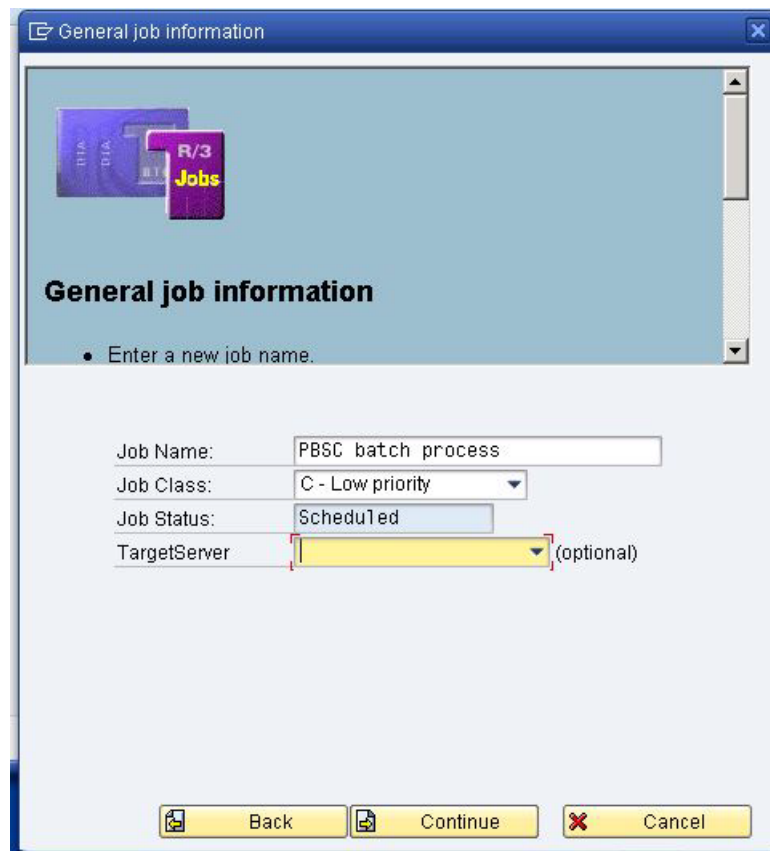 General job information
R/3
Jobs
General job information
• Enter a new job name.
Job Name: PBSC batch process
Job Class: C - Low priority
Job Status: Scheduled
TargetServer (optional)
Back Continue Cancel